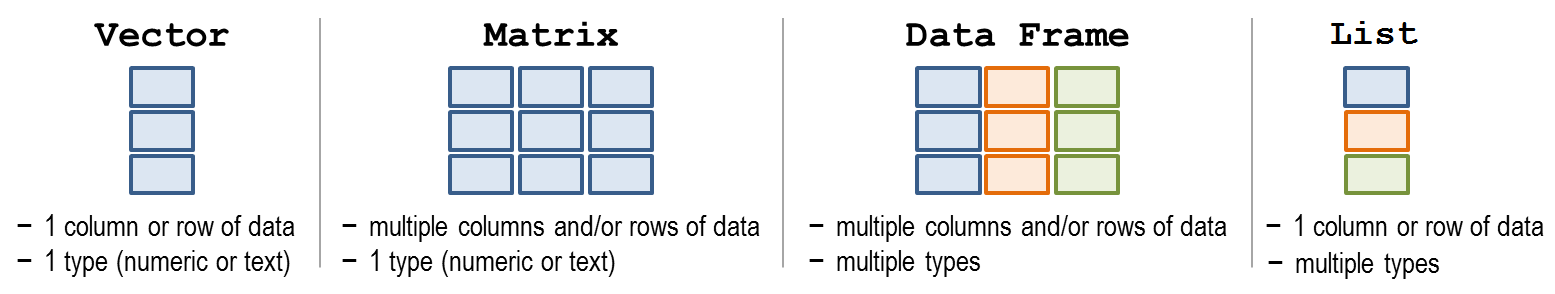 Vector
− 1 column or row of data
− 1 type (numeric or text)
Matrix
− multiple columns and/or rows of data
− 1 type (numeric or text)
Data Frame
− multiple columns and/or rows of data
− multiple types
List
− 1 column or row of data
− multiple types